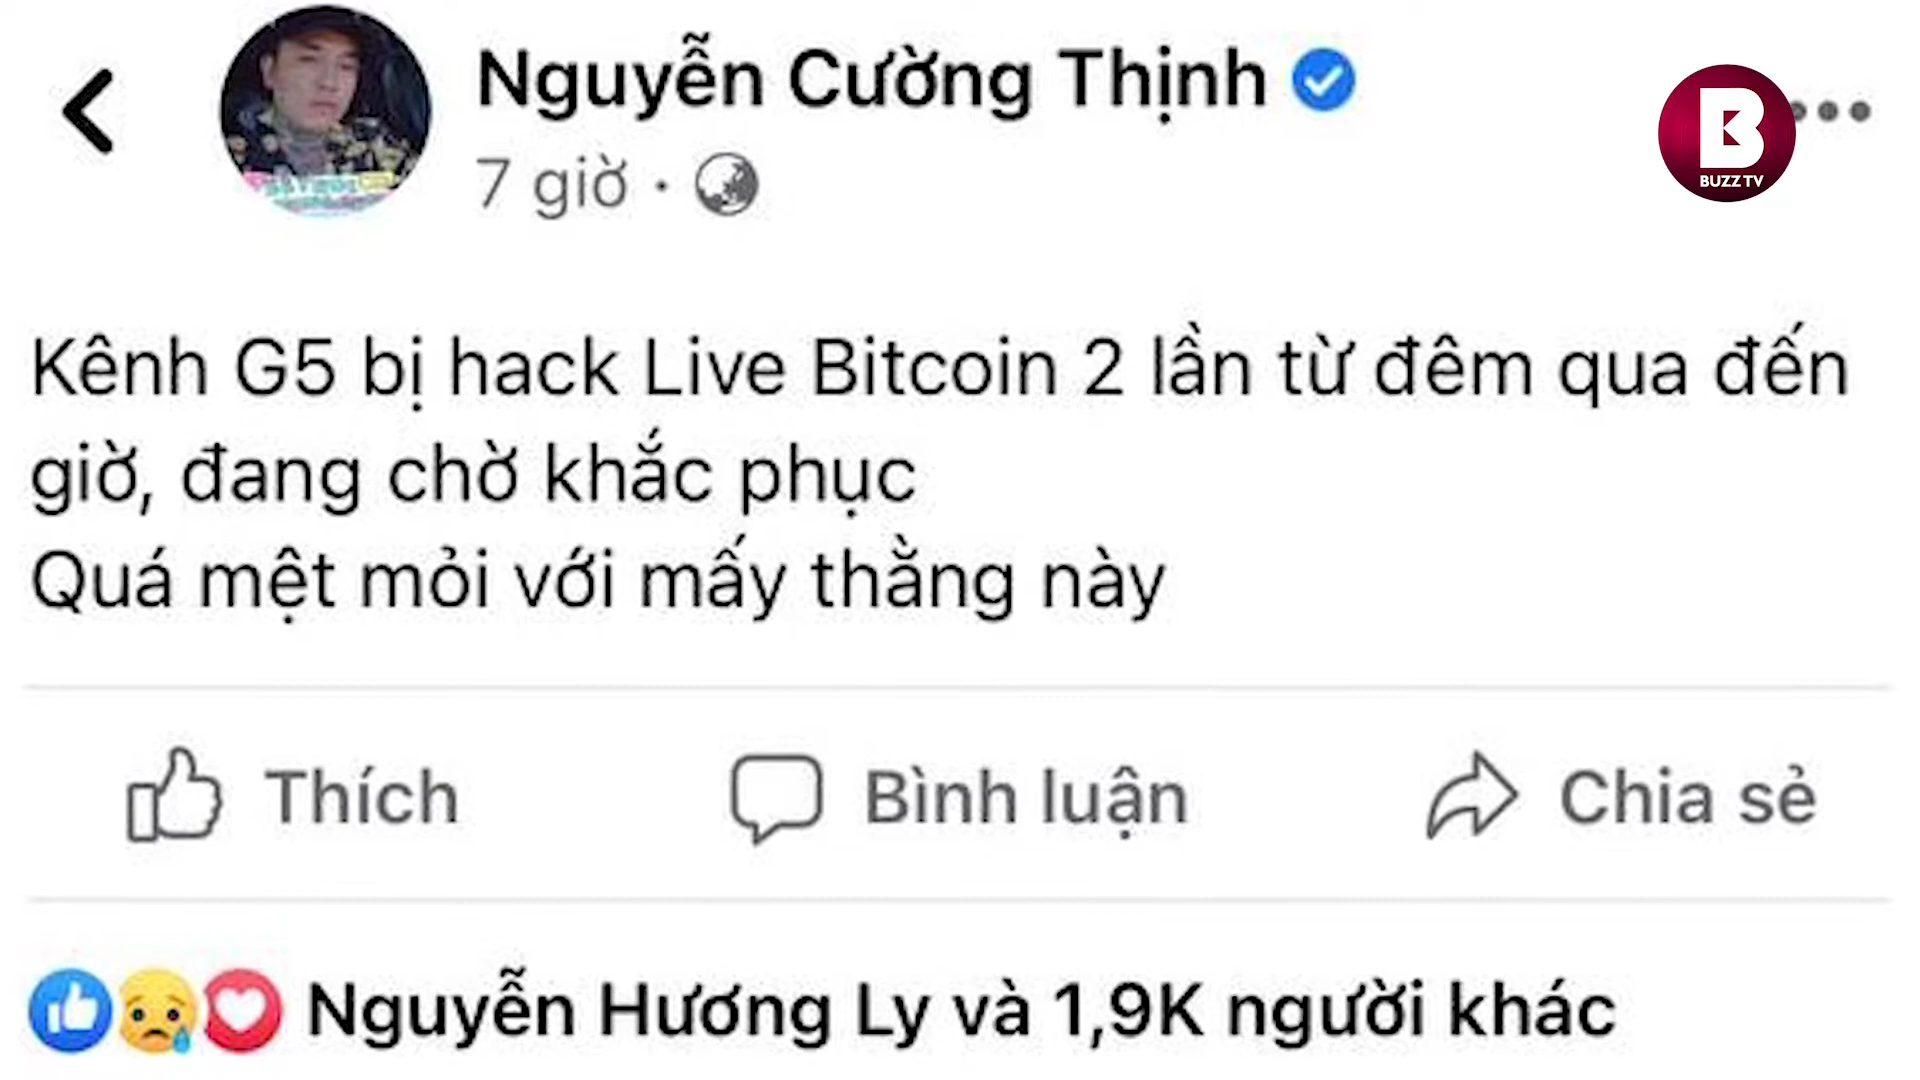 Nguyễn Cường Thịnh
7 giờ ·
BUZZ TV
Kênh G5 bị hack Live Bitcoin 2 lần từ đêm qua đến
giờ, đang chờ khắc phục
Quá mệt mỏi với mấy thằng này
Thích
Bình luận
Chia sẻ
Nguyễn Hương Ly và 1,9K người khác